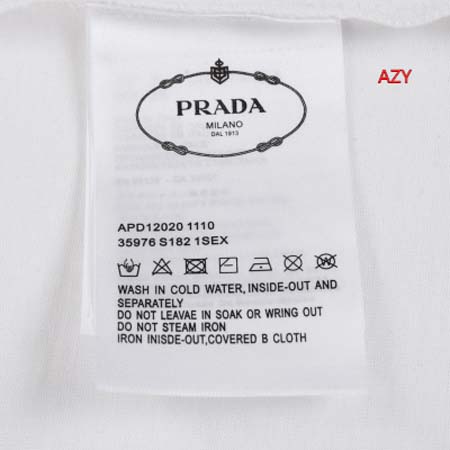 AZY
PRADA
MILANO
DAL 1913
APD12020 1110
35976 S182 1SEX
WASH IN COLD WATER, INSIDE-OUT AND
SEPARATELY
DO NOT LEAVAE IN SOAK OR WRING OUT
DO NOT STEAM IRON
IRON INISDE-OUT,COVERED B CLOTH